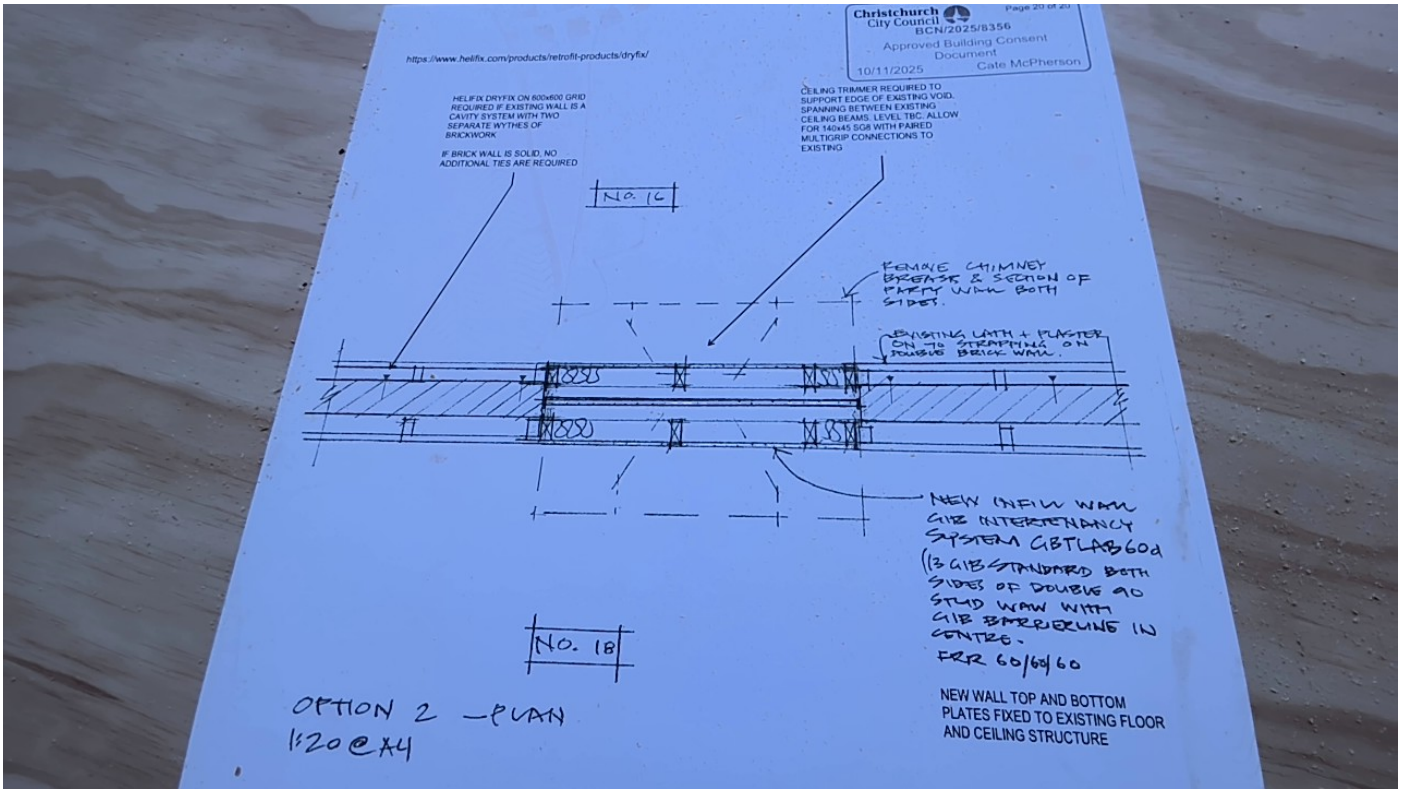 Christchurch
City Council
Page 20 of 20
BCN/2025/8356
Approved Building Consent
Document
10/11/2025
Cate McPherson
https://www.helifix.com/products/retrofit-products/dryfix/
HELIFIX DRYFIX ON 600x600 GRID
REQUIRED IF EXISTING WALL IS A
CAVITY SYSTEM WITH TWO
SEPARATE WYTHES OF
BRICKWORK
IF BRICK WALL IS SOLID, NO
ADDITIONAL TIES ARE REQUIRED
CEILING TRIMMER REQUIRED TO
SUPPORT EDGE OF EXISTING VOID.
SPANNING BETWEEN EXISTING
CEILING BEAMS. LEVEL TBC. ALLOW
FOR 140x45 SG8 WITH PAIRED
MULTIGRIP CONNECTIONS TO
EXISTING
NO. 16
REMOVE CHIMNEY
BREAST & SECTION OF
PARTY WALL BOTH
SIDES.
EXISTING LATH + PLASTER
ON 70 STRAPPING ON
DOUBLE BRICK WALL.
NEW INFILL WALL
GIB INTERTENANCY
SYSTEM GBTLAB60d
(13 GIB STANDARD BOTH
SIDES OF DOUBLE 90
STUD WALL WITH
GIB BARRIERLINE IN
CENTRE.
FRR 60/60/60
NO. 18
NEW WALL TOP AND BOTTOM
PLATES FIXED TO EXISTING FLOOR
AND CEILING STRUCTURE
OPTION 2 - PLAN
1:20 @ A4